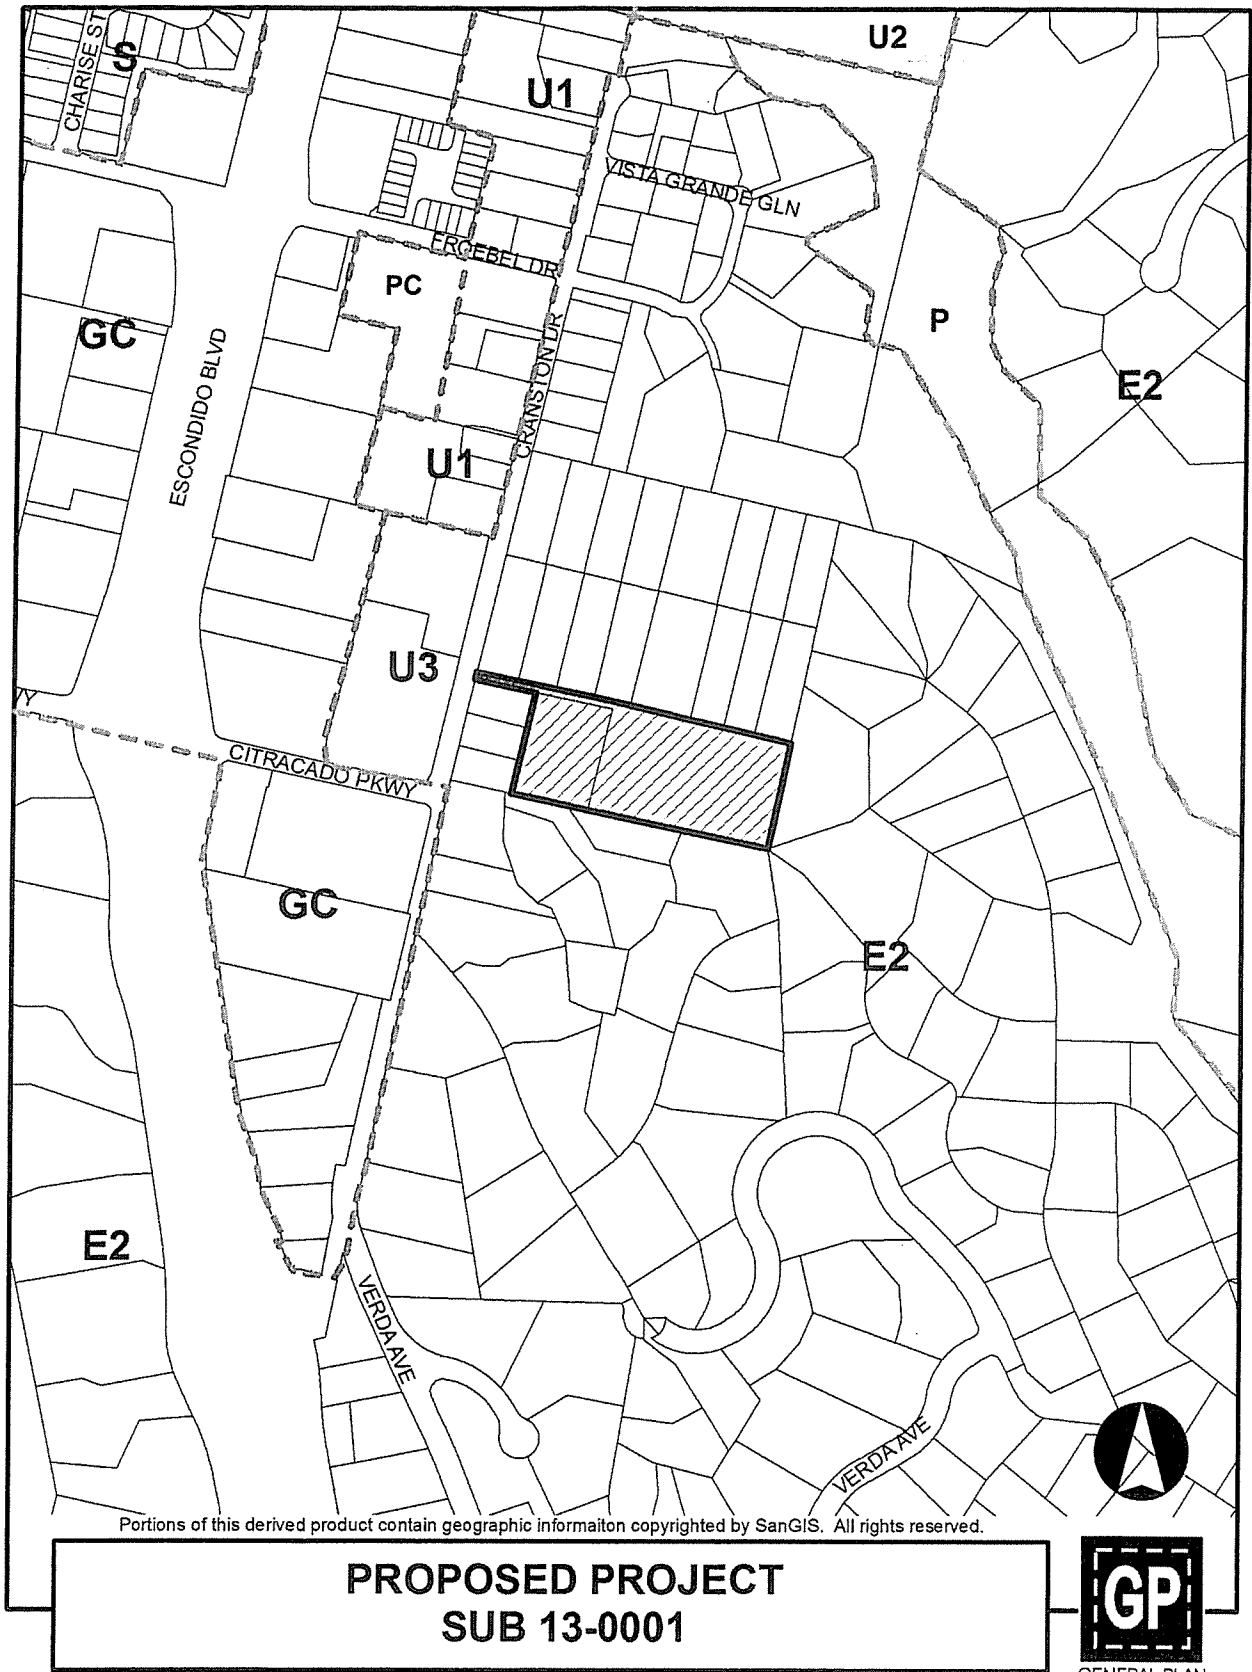 S
CHARISE ST
U1
U2
VISTA GRANDE GLN
FROEBEL DR
PC
P
GC
E2
ESCONDIDO BLVD
CRANSTON DR
U1
U3
CITRACADO PKWY
GC
E2
E2
VERDA AVE
VERDA AVE
Portions of this derived product contain geographic informaiton copyrighted by SanGIS. All rights reserved.
PROPOSED PROJECT
SUB 13-0001
GP
GENERAL PLAN